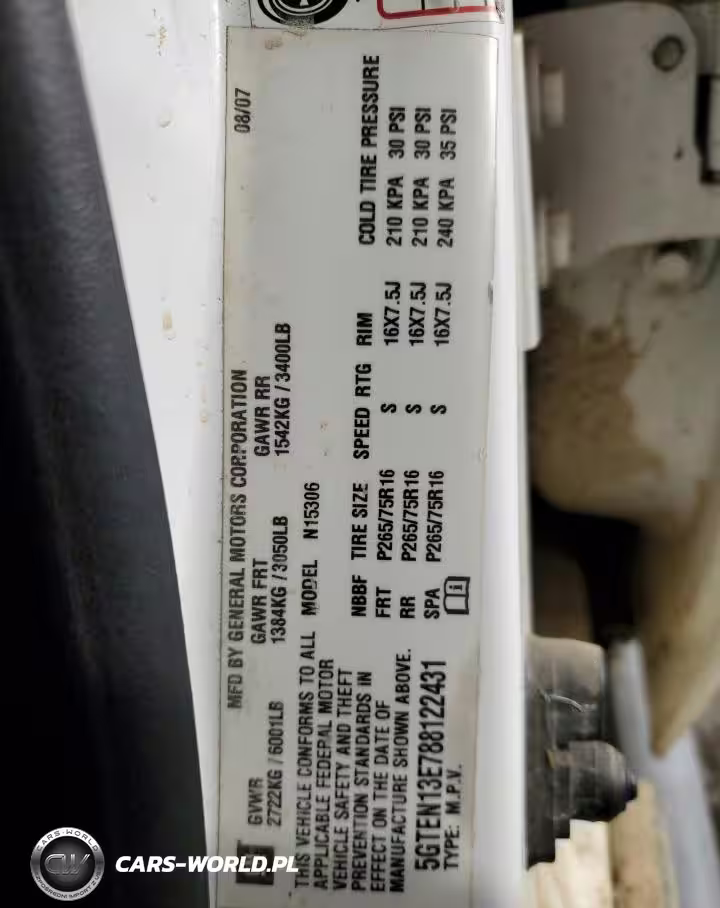 MFD BY GENERAL MOTORS CORPORATION
08/07
GVWR
GAWR FRT
GAWR RR
2722KG / 6001LB
1384KG / 3050LB
1542KG / 3400LB
THIS VEHICLE CONFORMS TO ALL
APPLICABLE FEDERAL MOTOR
VEHICLE SAFETY AND THEFT
PREVENTION STANDARDS IN
EFFECT ON THE DATE OF
MANUFACTURE SHOWN ABOVE.
5GTEN13E788122431
TYPE: M.P.V.
MODEL N15306
NBBF TIRE SIZE SPEED RTG RIM COLD TIRE PRESSURE
FRT P265/75R16 S 16X7.5J 210 KPA 30 PSI
RR P265/75R16 S 16X7.5J 210 KPA 30 PSI
SPA P265/75R16 S 16X7.5J 240 KPA 35 PSI
CARS-WORLD
CW
CARS-WORLD.PL